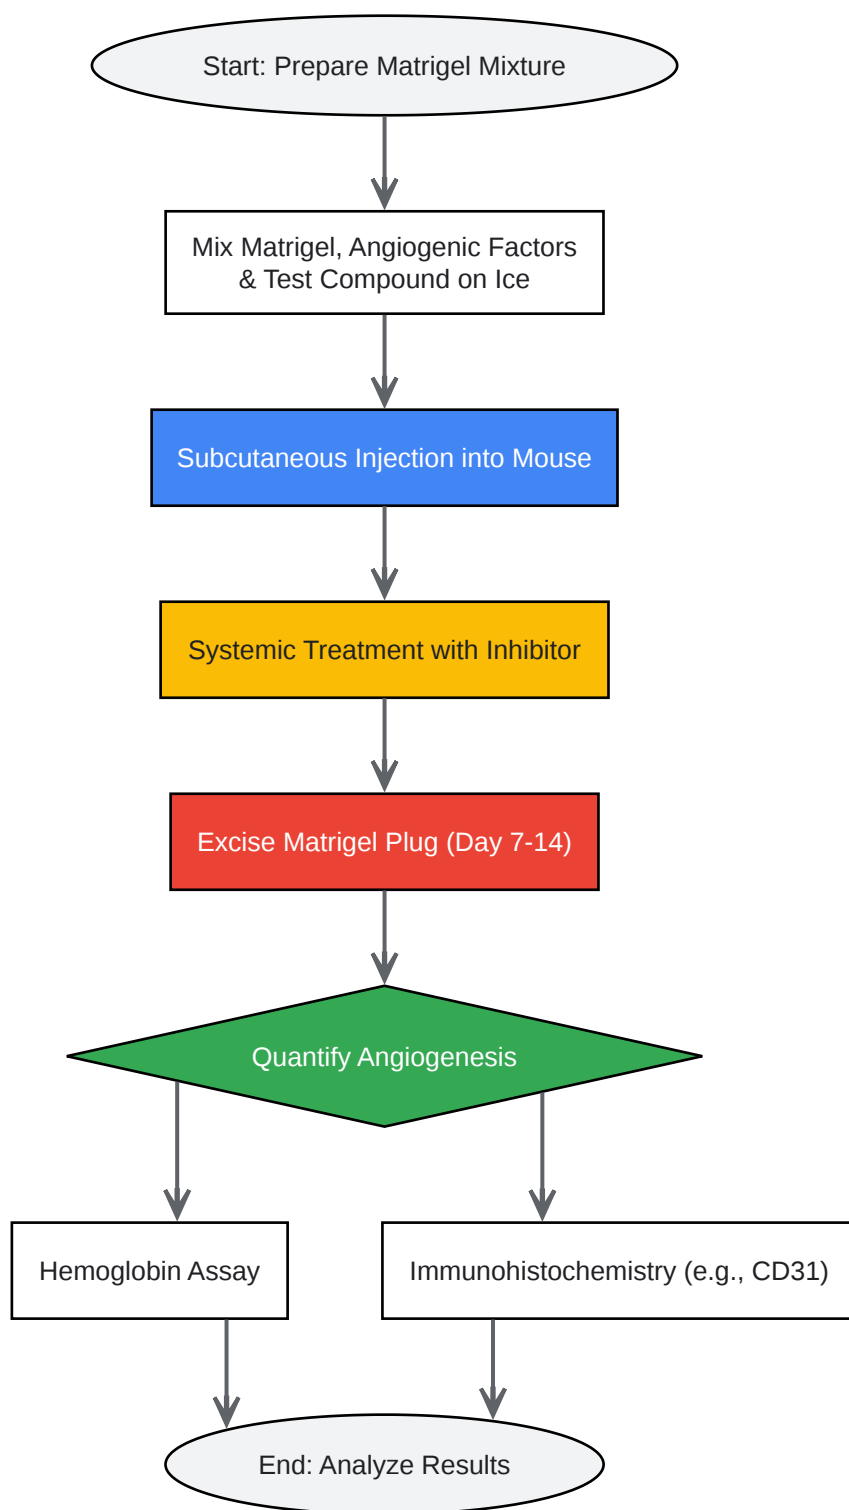 Start: Prepare Matrigel Mixture
Mix Matrigel, Angiogenic Factors
& Test Compound on Ice
Subcutaneous Injection into Mouse
Systemic Treatment with Inhibitor
Excise Matrigel Plug (Day 7-14)
Quantify Angiogenesis
Hemoglobin Assay
Immunohistochemistry (e.g., CD31)
End: Analyze Results